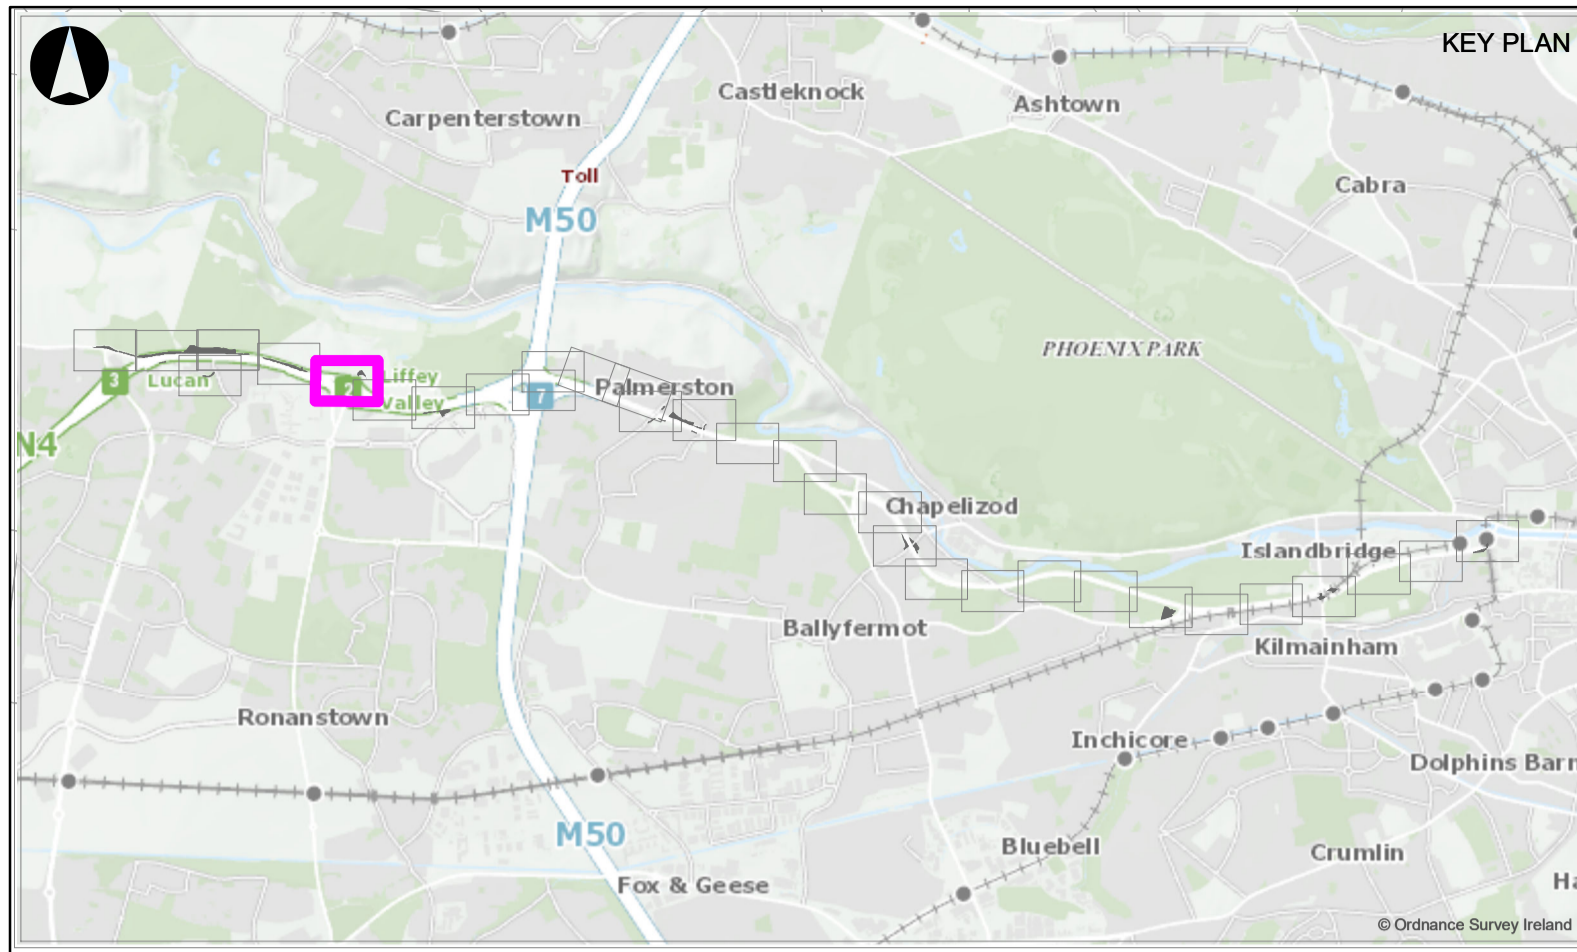 KEY PLAN
Castleknock
Ashtown
Carpenterstown
Toll
Cabra
M50
PHOENIX PARK
Liffey
Valley
3
Lucan
2
7
Palmerston
N4
Chapelizod
Islandbridge
Ballyfermot
Kilmainham
Ronanstown
Inchicore
Dolphins Barn
M50
Bluebell
Crumlin
Fox & Geese
Ha
© Ordnance Survey Ireland